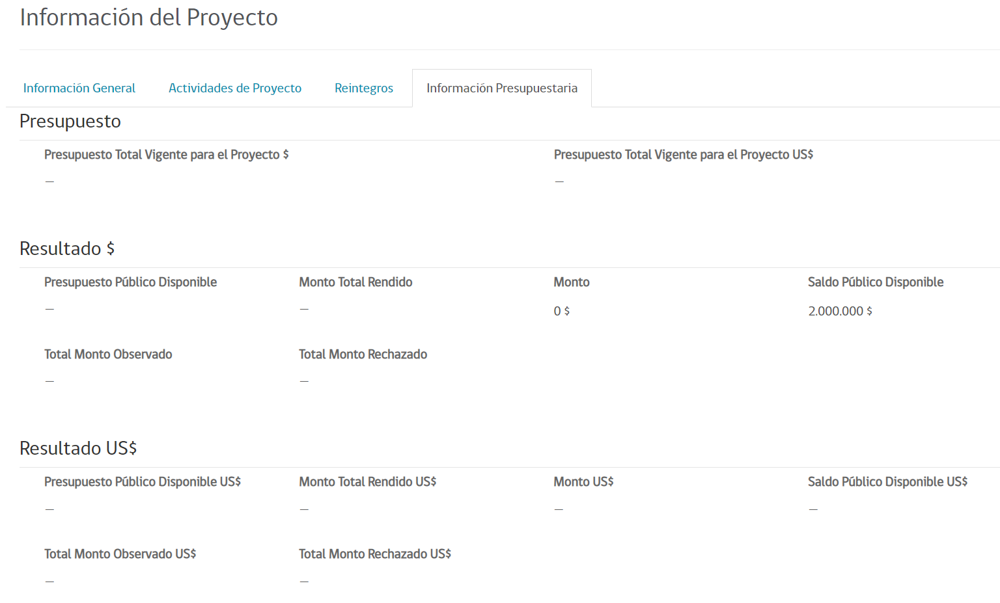 Información del Proyecto
Información General Actividades de Proyecto Reintegros Información Presupuestaria
Presupuesto
Presupuesto Total Vigente para el Proyecto $ Presupuesto Total Vigente para el Proyecto US$
— —
Resultado $
Presupuesto Público Disponible Monto Total Rendido Monto Saldo Público Disponible
— — 0 $ 2.000.000 $
Total Monto Observado Total Monto Rechazado
— —
Resultado US$
Presupuesto Público Disponible US$ Monto Total Rendido US$ Monto US$ Saldo Público Disponible US$
— — — —
Total Monto Observado US$ Total Monto Rechazado US$
— —